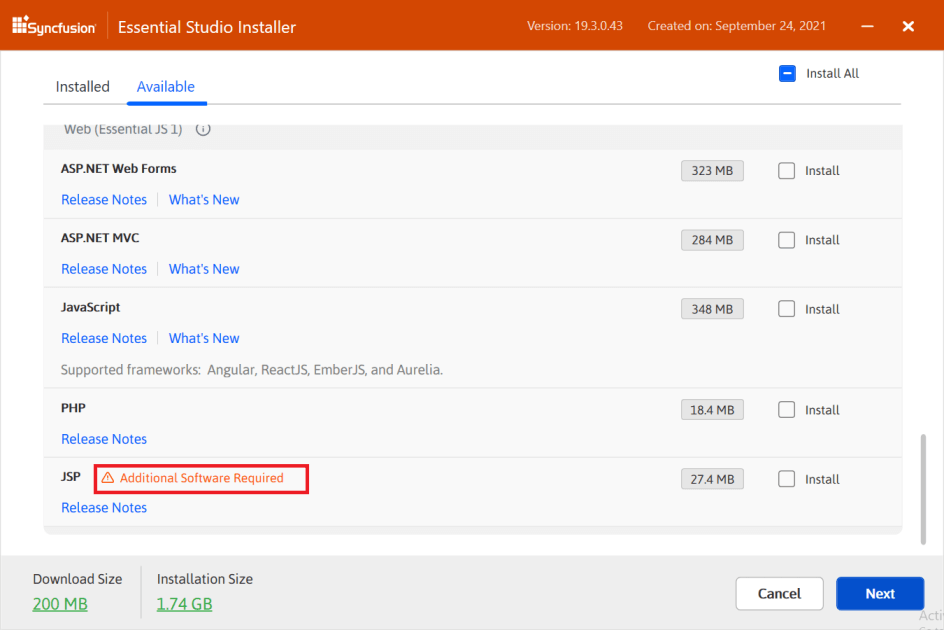 Syncfusion Essential Studio Installer Version: 19.3.0.43 Created on: September 24, 2021
Installed Available Install All
Web (Essential JS 1)
ASP.NET Web Forms 323 MB Install
Release Notes What's New
ASP.NET MVC 284 MB Install
Release Notes What's New
JavaScript 348 MB Install
Release Notes What's New
Supported frameworks: Angular, ReactJS, EmberJS, and Aurelia.
PHP 18.4 MB Install
Release Notes
JSP Additional Software Required 27.4 MB Install
Release Notes
Download Size Installation Size
200 MB 1.74 GB
Cancel Next